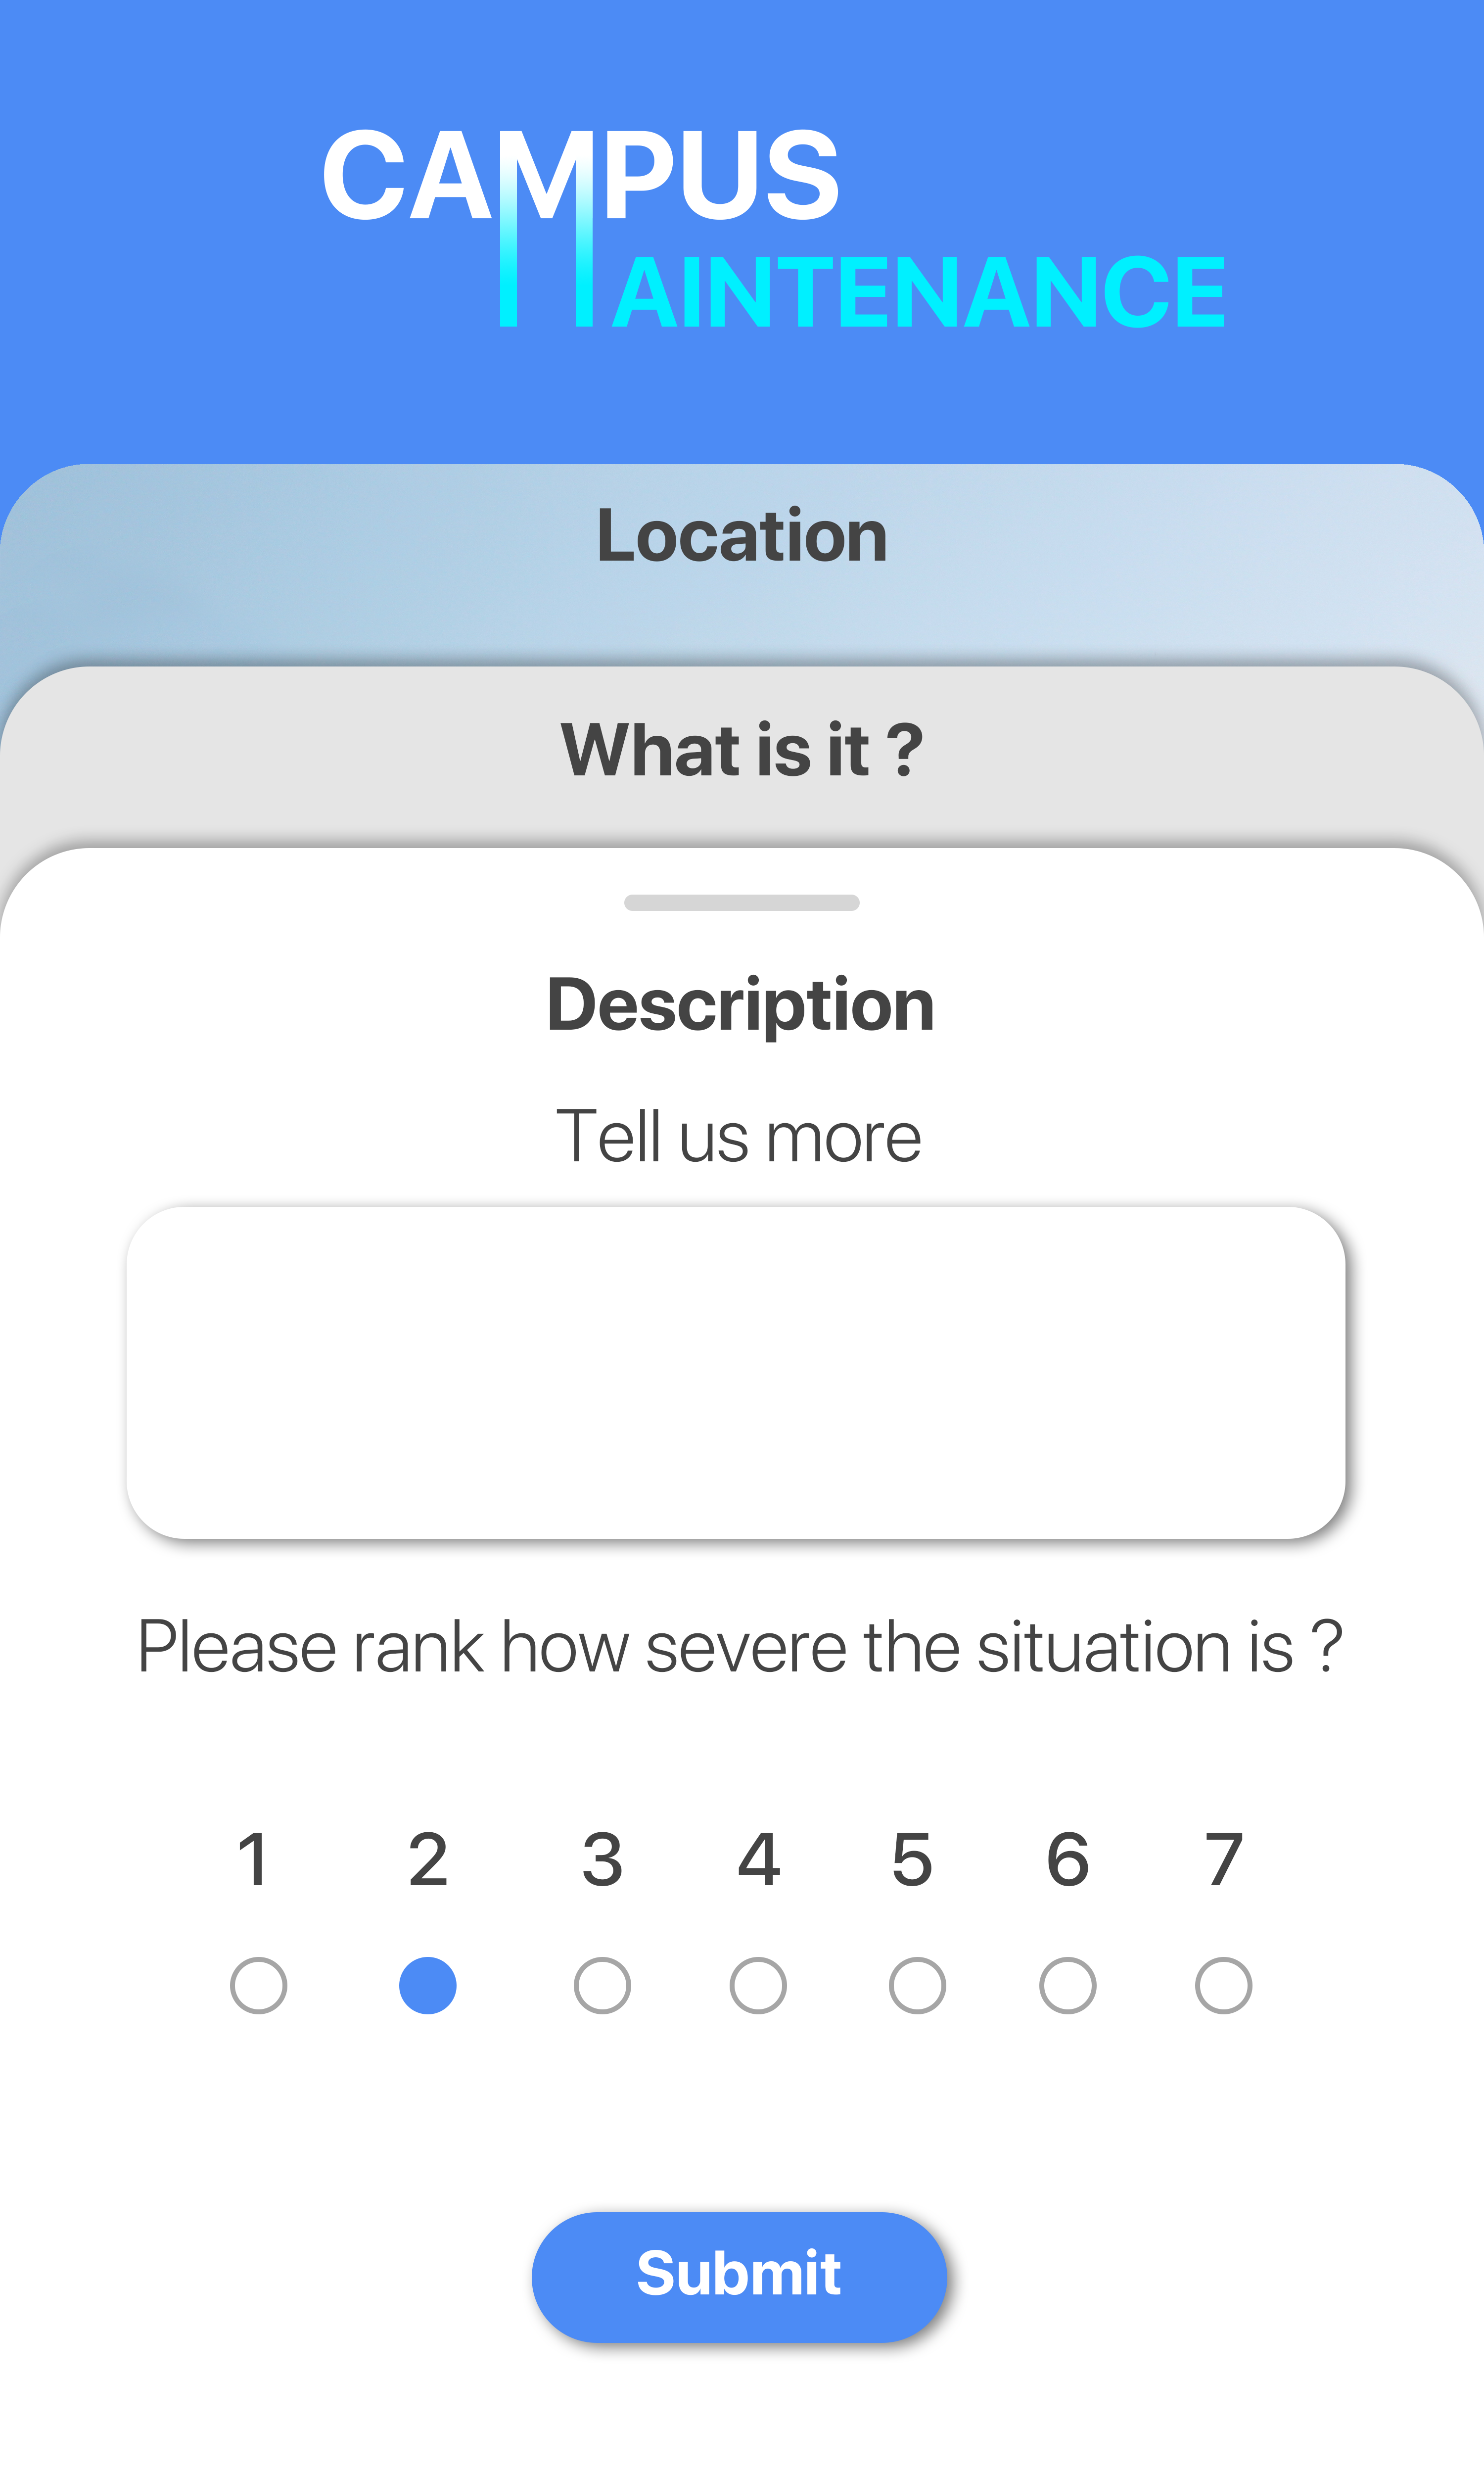 CAMPUS
MAINTENANCE
Location
What is it ?
Description
Tell us more
Please rank how severe the situation is ?
1 2 3 4 5 6 7
Submit